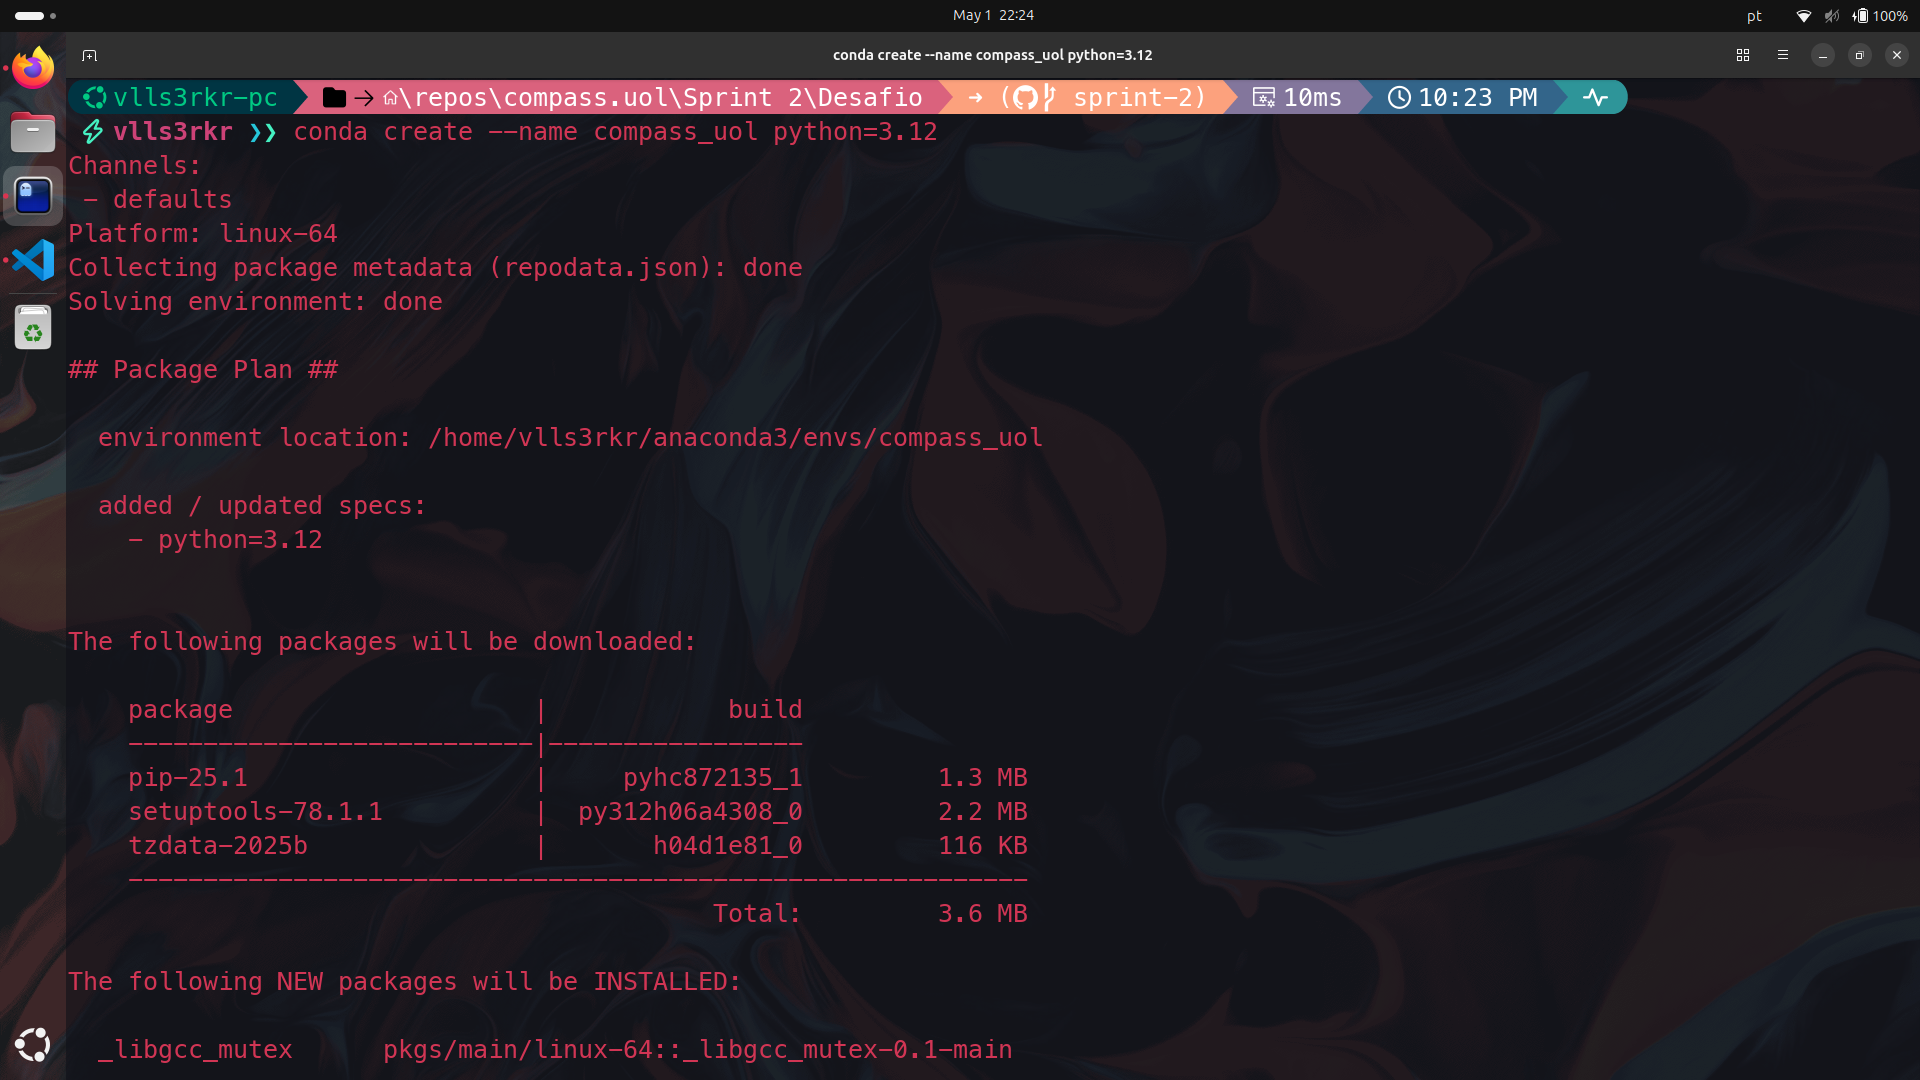 May 1 22:24
pt 100%
conda create --name compass_uol python=3.12
vlls3rkr-pc → \repos\compass.uol\Sprint 2\Desafio → ( sprint-2) 10ms 10:23 PM
vlls3rkr ❯❯ conda create --name compass_uol python=3.12
Channels:
 - defaults
Platform: linux-64
Collecting package metadata (repodata.json): done
Solving environment: done
## Package Plan ##
  environment location: /home/vlls3rkr/anaconda3/envs/compass_uol
  added / updated specs:
    - python=3.12
The following packages will be downloaded:
    package                    |            build
    ---------------------------|-----------------
    pip-25.1                   |     pyhc872135_1         1.3 MB
    setuptools-78.1.1          |  py312h06a4308_0         2.2 MB
    tzdata-2025b               |       h04d1e81_0         116 KB
    ------------------------------------------------------------
                                           Total:         3.6 MB
The following NEW packages will be INSTALLED:
  _libgcc_mutex      pkgs/main/linux-64::_libgcc_mutex-0.1-main